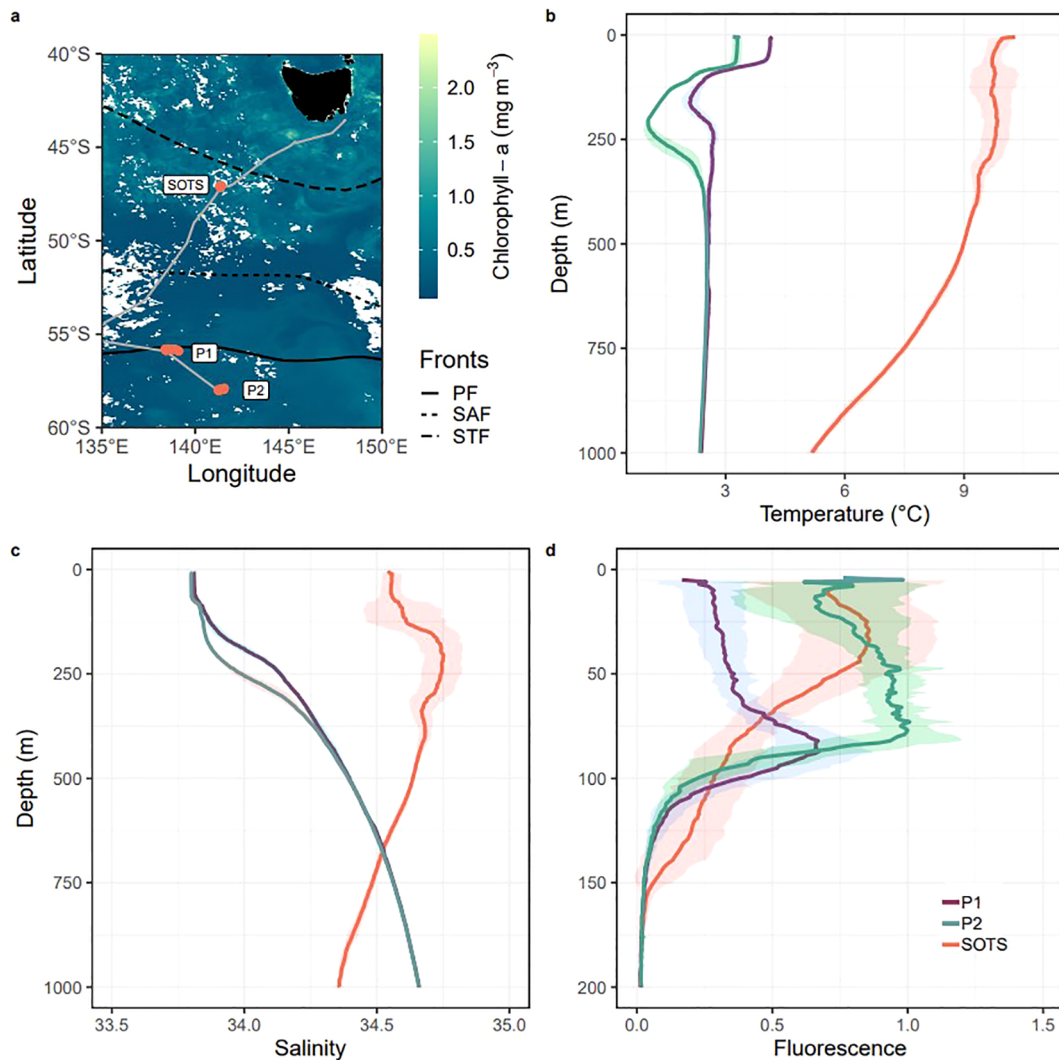 a
40°S
45°S
50°S
55°S
60°S
135°E
140°E
145°E
150°E
Latitude
Longitude
SOTS
P1
P2
2.0
1.5
1.0
0.5
Chlorophyll – a (mg m⁻³)
Fronts
PF
SAF
STF
b
0
250
500
750
1000
Depth (m)
3
6
9
Temperature (°C)
c
0
250
500
750
1000
Depth (m)
33.5
34.0
34.5
35.0
Salinity
d
0
50
100
150
200
0.0
0.5
1.0
1.5
Fluorescence
P1
P2
SOTS